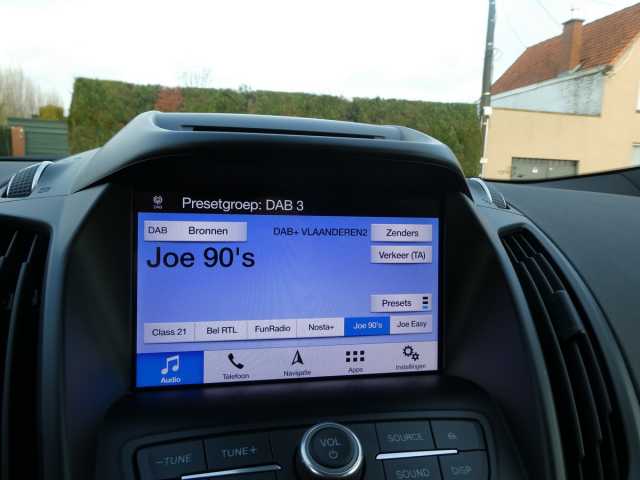 DAB
Presetgroep: DAB 3
DAB Bronnen DAB+ VLAANDEREN2 Zenders
Joe 90's
Verkeer (TA)
Presets
Class 21 Bel RTL FunRadio Nosta+ Joe 90's Joe Easy
Audio Telefoon Navigatie Apps Instellingen
−TUNE TUNE+ VOL SOURCE
SOUND DISP